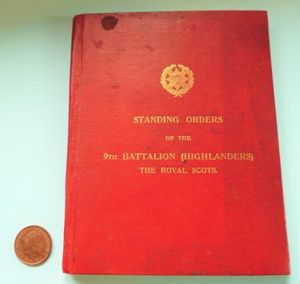 STANDING ORDERS
OF THE
9TH BATTALION (HIGHLANDERS)
THE ROYAL SCOTS.